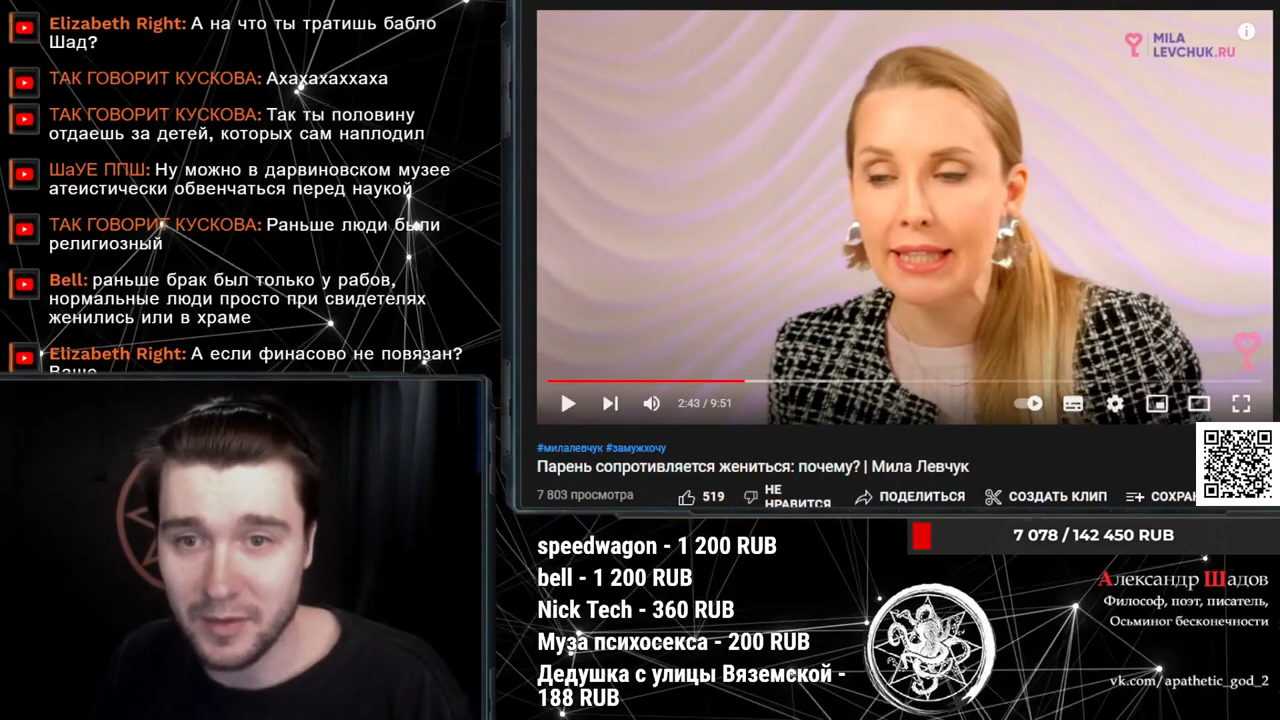 Elizabeth Right: А на что ты тратишь бабло
Шад?
ТАК ГОВОРИТ КУСКОВА: Ахахахаххаха
ТАК ГОВОРИТ КУСКОВА: Так ты половину
отдаешь за детей, которых сам наплодил
ШаУЕ ППШ: Ну можно в дарвиновском музее
атеистически обвенчаться перед наукой
ТАК ГОВОРИТ КУСКОВА: Раньше люди были
религиозный
Bell: раньше брак был только у рабов,
нормальные люди просто при свидетелях
женились или в храме
Elizabeth Right: А если финасово не повязан?
MILA
LEVCHUK.RU
2:43 / 9:51
#милалевчук #замужхочу
Парень сопротивляется жениться: почему? | Мила Левчук
7 803 просмотра
519
НЕ
НРАВИТСЯ
ПОДЕЛИТЬСЯ
СОЗДАТЬ КЛИП
СОХРАН
7 078 / 142 450 RUB
speedwagon - 1 200 RUB
bell - 1 200 RUB
Nick Tech - 360 RUB
Муза психосекса - 200 RUB
Дедушка с улицы Вяземской -
188 RUB
Александр Шадов
Философ, поэт, писатель,
Осьминог бесконечности
vk.com/apathetic_god_2